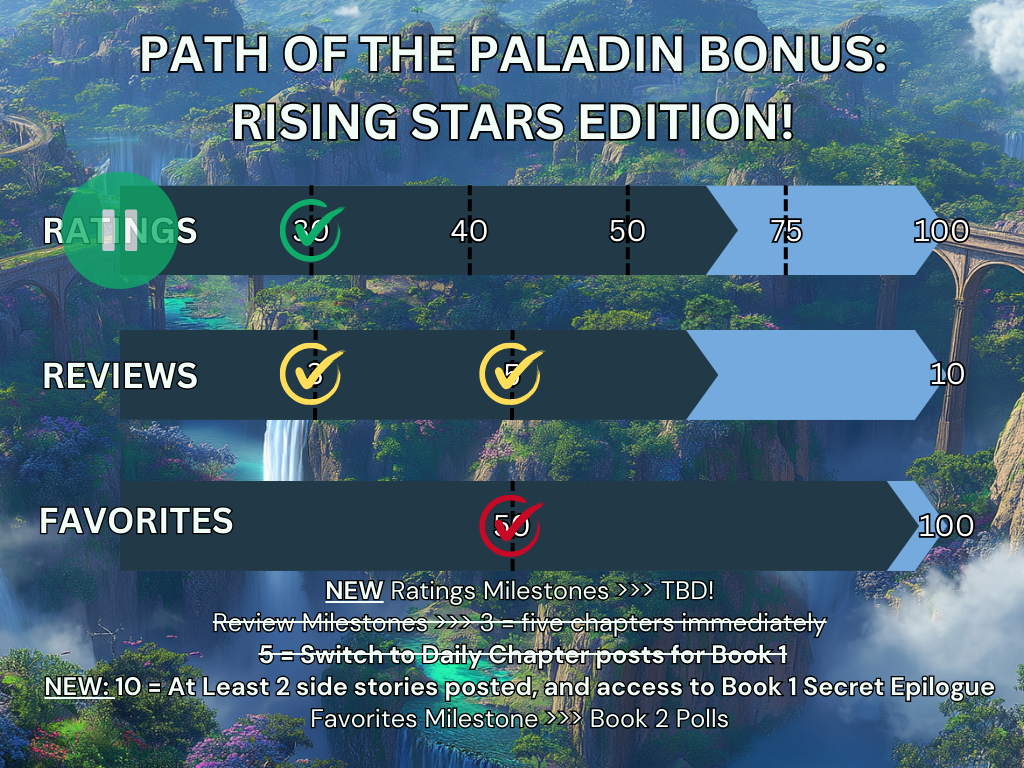 PATH OF THE PALADIN BONUS:
RISING STARS EDITION!
RATINGS 30 40 50 75 100
REVIEWS 3 5 10
FAVORITES 50 100
NEW Ratings Milestones >>> TBD!
Review Milestones >>> 3 = five chapters immediately
5 = Switch to Daily Chapter posts for Book 1
NEW: 10 = At Least 2 side stories posted, and access to Book 1 Secret Epilogue
Favorites Milestone >>> Book 2 Polls